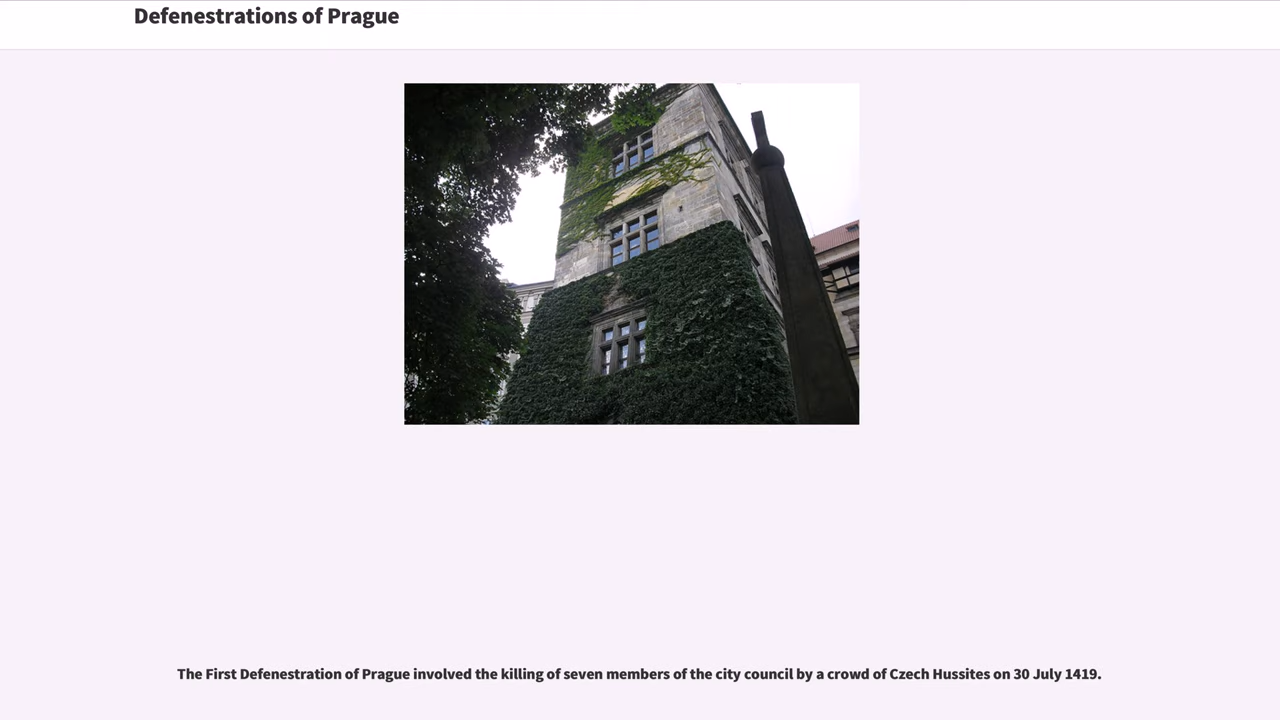 Defenestrations of Prague
The First Defenestration of Prague involved the killing of seven members of the city council by a crowd of Czech Hussites on 30 July 1419.